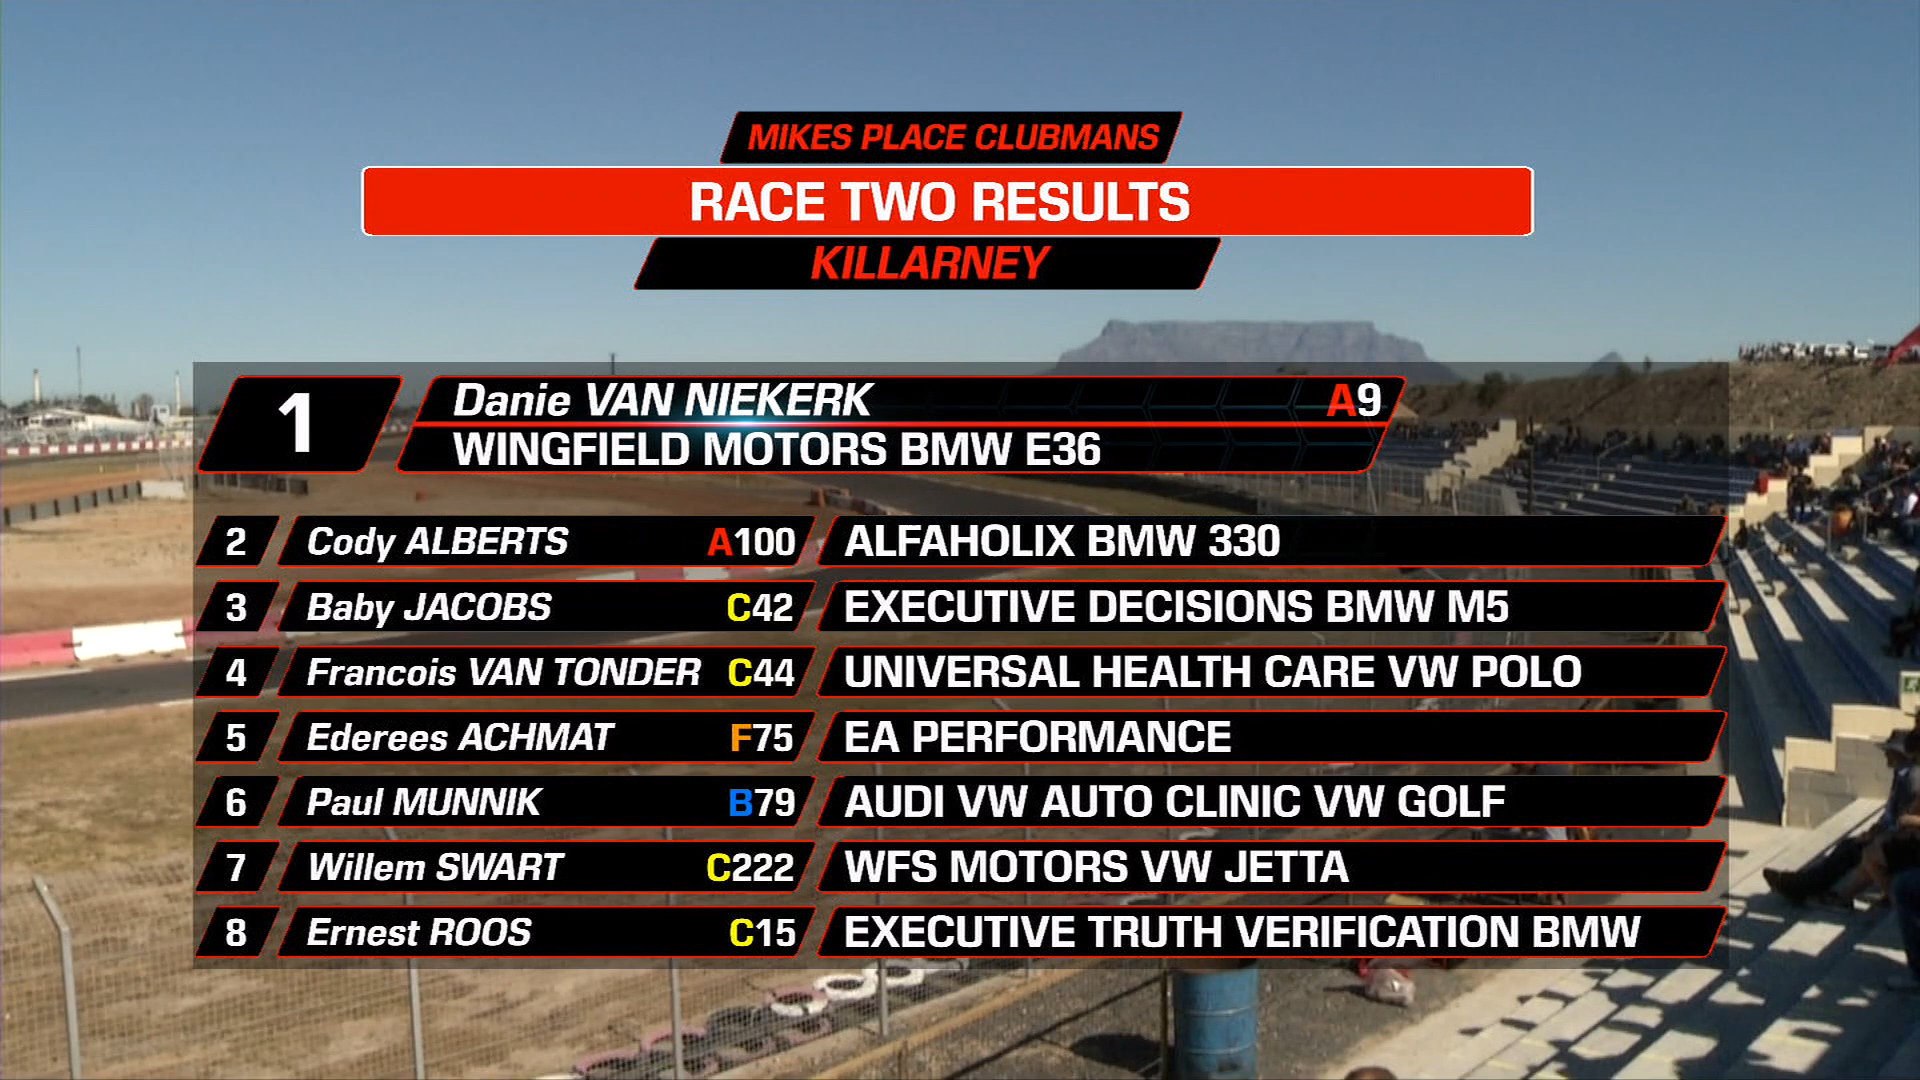 MIKES PLACE CLUBMANS
RACE TWO RESULTS
KILLARNEY
1 Danie VAN NIEKERK A9
WINGFIELD MOTORS BMW E36
2 Cody ALBERTS A100 ALFAHOLIX BMW 330
3 Baby JACOBS C42 EXECUTIVE DECISIONS BMW M5
4 Francois VAN TONDER C44 UNIVERSAL HEALTH CARE VW POLO
5 Ederees ACHMAT F75 EA PERFORMANCE
6 Paul MUNNIK B79 AUDI VW AUTO CLINIC VW GOLF
7 Willem SWART C222 WFS MOTORS VW JETTA
8 Ernest ROOS C15 EXECUTIVE TRUTH VERIFICATION BMW